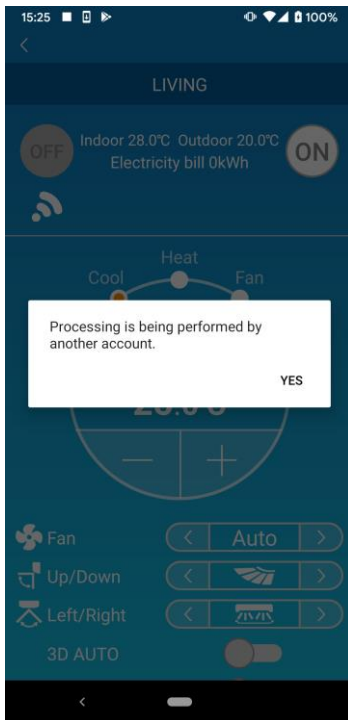 15:25
100%
LIVING
OFF
Indoor 28.0℃ Outdoor 20.0℃
Electricity bill 0kWh
ON
Heat
Cool
Fan
Processing is being performed by
another account.
YES
Fan
Auto
Up/Down
Left/Right
3D AUTO